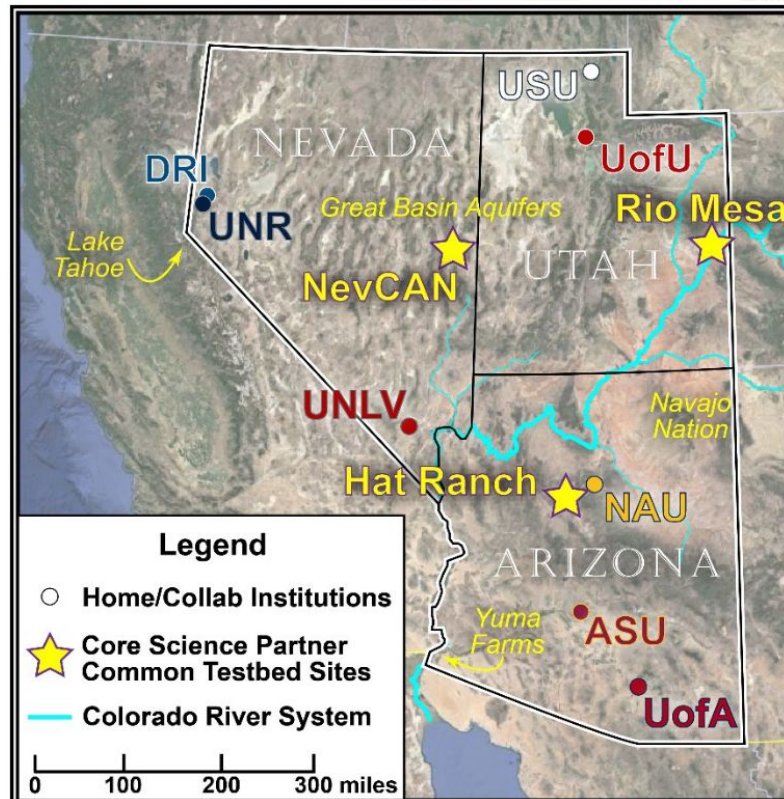 USU
NEVADA
UofU
DRI
UNR
Great Basin Aquifers
Rio Mesa
Lake
Tahoe
NevCAN
UTAH
UNLV
Navajo
Nation
Hat Ranch
NAU
ARIZONA
Yuma
Farms
ASU
UofA
Legend
Home/Collab Institutions
Core Science Partner
Common Testbed Sites
Colorado River System
0 100 200 300 miles